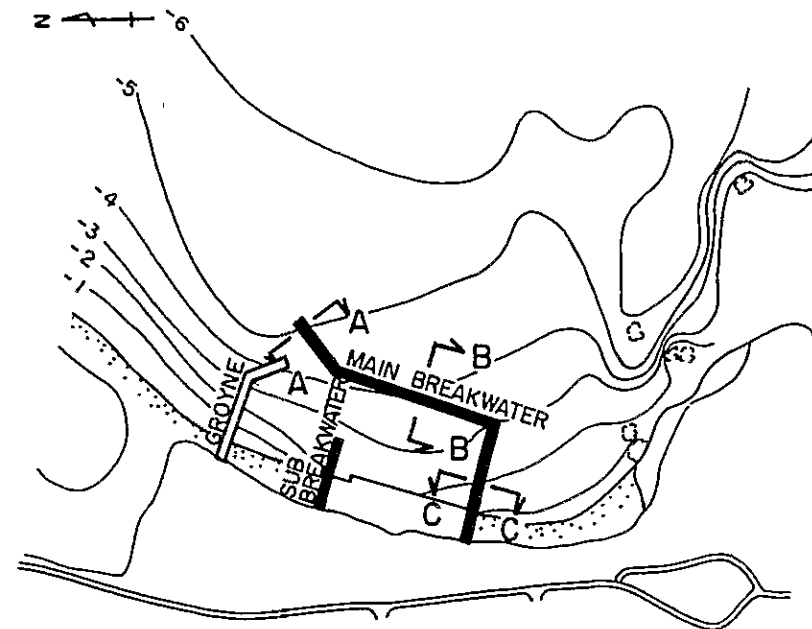 N
-6
-5
-4
-3
-2
-1
A
A
B
MAIN BREAKWATER
GROYNE
SUB BREAKWATER
B
C
C